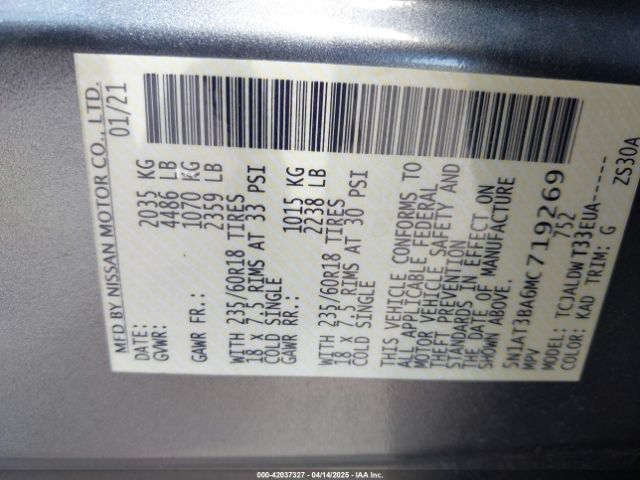 MFD BY NISSAN MOTOR CO., LTD.
DATE: 01/21
GVWR: 2035 KG
4486 LB
GAWR FR.: 1070 KG
2359 LB
WITH 235/60R18 TIRES
18 X 7.5 RIMS AT 33 PSI
COLD SINGLE
GAWR RR.: 1015 KG
2238 LB
WITH 235/60R18 TIRES
18 X 7.5 RIMS AT 30 PSI
COLD SINGLE
THIS VEHICLE CONFORMS TO
ALL APPLICABLE FEDERAL
MOTOR VEHICLE SAFETY AND
THEFT PREVENTION
STANDARDS IN EFFECT ON
THE DATE OF MANUFACTURE
SHOWN ABOVE.
5N1AT3BA6MC719269
MPV 752
MODEL: TCJALDWT33EUA-----
COLOR: KAD TRIM: G ZS30A
000-42037327 - 04/14/2025 - IAA Inc.